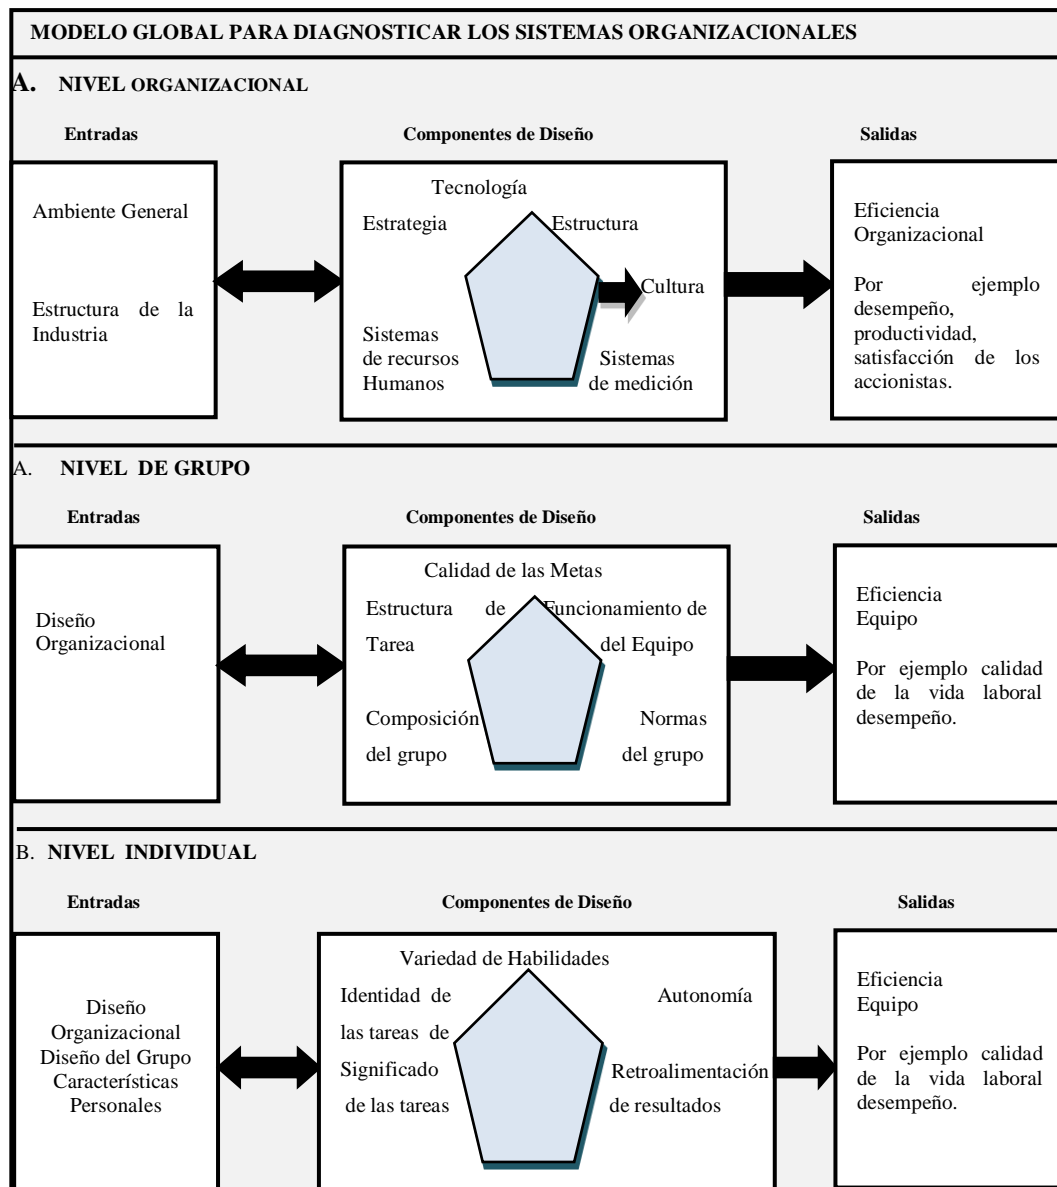 MODELO GLOBAL PARA DIAGNOSTICAR LOS SISTEMAS ORGANIZACIONALES
A. NIVEL ORGANIZACIONAL
Entradas
Componentes de Diseño
Salidas
Ambiente General
Estructura de la
Industria
Tecnología
Estrategia
Estructura
Cultura
Sistemas
de recursos
Humanos
Sistemas
de medición
Eficiencia
Organizacional
Por ejemplo
desempeño,
productividad,
satisfacción de los
accionistas.
A. NIVEL DE GRUPO
Entradas
Componentes de Diseño
Salidas
Diseño
Organizacional
Calidad de las Metas
Estructura de
Tarea
Funcionamiento de
del Equipo
Composición
del grupo
Normas
del grupo
Eficiencia
Equipo
Por ejemplo calidad
de la vida laboral
desempeño.
B. NIVEL INDIVIDUAL
Entradas
Componentes de Diseño
Salidas
Diseño
Organizacional
Diseño del Grupo
Características
Personales
Variedad de Habilidades
Identidad de
las tareas de
Significado
de las tareas
Autonomía
Retroalimentación
de resultados
Eficiencia
Equipo
Por ejemplo calidad
de la vida laboral
desempeño.